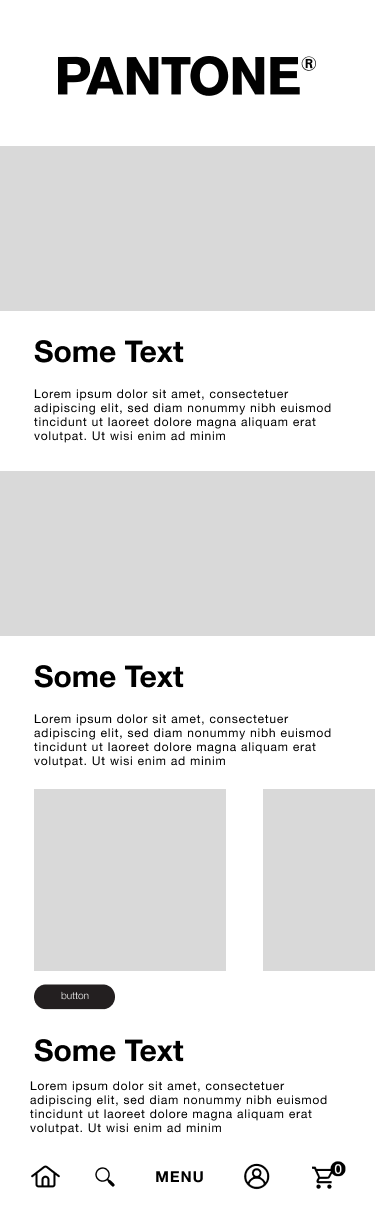 PANTONE®
Some Text
Lorem ipsum dolor sit amet, consectetuer
adipiscing elit, sed diam nonummy nibh euismod
tincidunt ut laoreet dolore magna aliquam erat
volutpat. Ut wisi enim ad minim
Some Text
Lorem ipsum dolor sit amet, consectetuer
adipiscing elit, sed diam nonummy nibh euismod
tincidunt ut laoreet dolore magna aliquam erat
volutpat. Ut wisi enim ad minim
button
Some Text
Lorem ipsum dolor sit amet, consectetuer
adipiscing elit, sed diam nonummy nibh euismod
tincidunt ut laoreet dolore magna aliquam erat
volutpat. Ut wisi enim ad minim
MENU 0